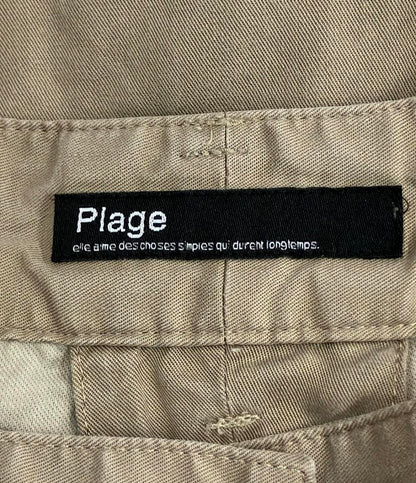 Plage
elle aime des choses simples qui durent longtemps.